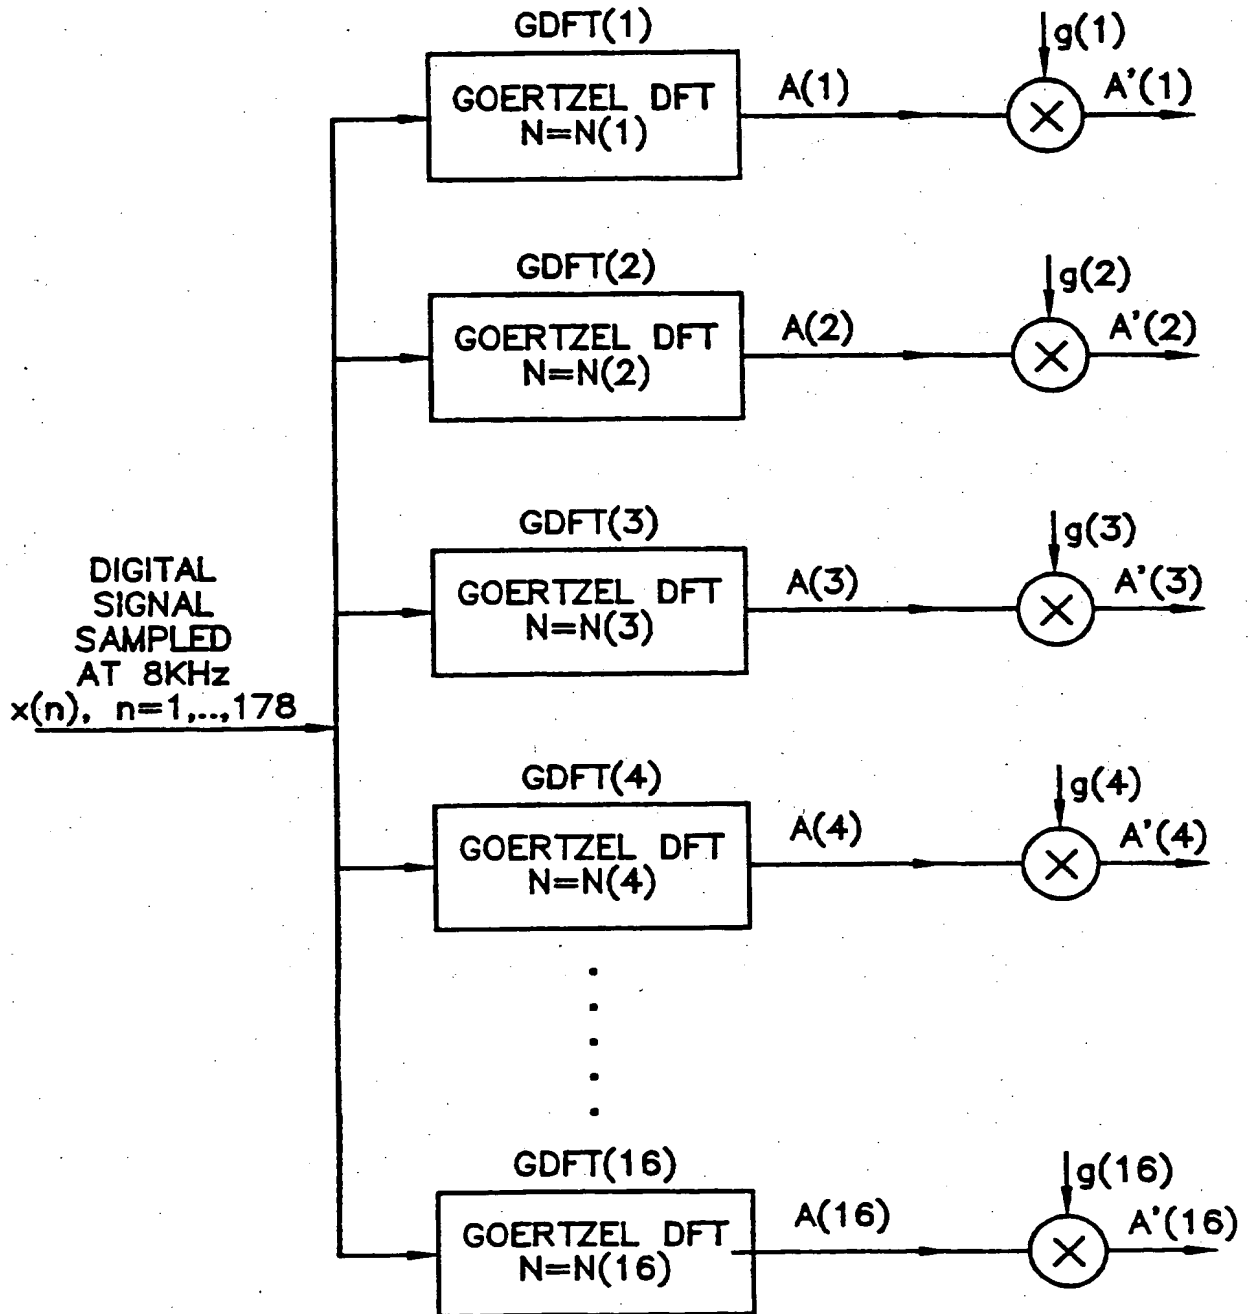 GDFT(1)
GOERTZEL DFT
N=N(1)
A(1)
g(1)
A'(1)
GDFT(2)
GOERTZEL DFT
N=N(2)
A(2)
g(2)
A'(2)
GDFT(3)
GOERTZEL DFT
N=N(3)
A(3)
g(3)
A'(3)
DIGITAL
SIGNAL
SAMPLED
AT 8KHz
x(n), n=1,..,178
GDFT(4)
GOERTZEL DFT
N=N(4)
A(4)
g(4)
A'(4)
GDFT(16)
GOERTZEL DFT
N=N(16)
A(16)
g(16)
A'(16)